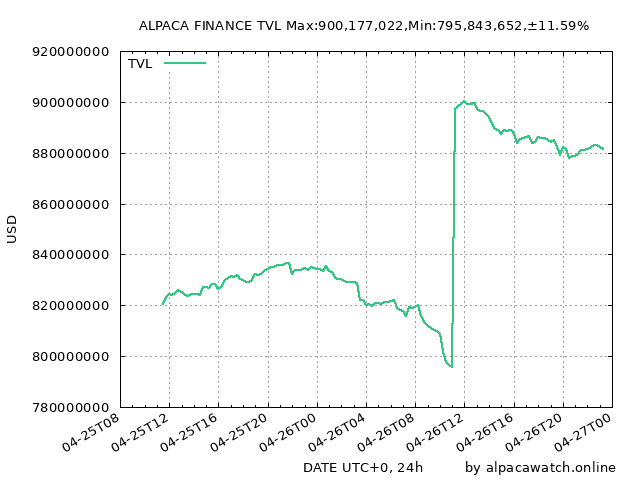 ALPACA FINANCE TVL Max:900,177,022,Min:795,843,652,±11.59%
TVL
920000000
900000000
880000000
860000000
840000000
820000000
800000000
780000000
USD
04-25T08
04-25T12
04-25T16
04-25T20
04-26T00
04-26T04
04-26T08
04-26T12
04-26T16
04-26T20
04-27T00
DATE UTC+0, 24h
by alpacawatch.online